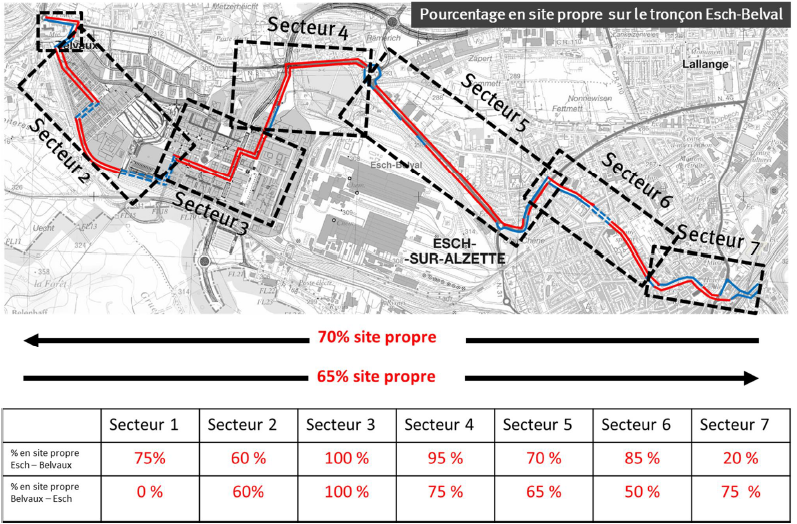 Pourcentage en site propre sur le tronçon Esch-Belval
Secteur 4
Belvaux
Lallange
Secteur 5
Secteur 2
Esch-Belval
Secteur 6
Secteur 3
ESCH-
-SUR-ALZETTE
Secteur 7
70% site propre
65% site propre
Secteur 1 Secteur 2 Secteur 3 Secteur 4 Secteur 5 Secteur 6 Secteur 7
% en site propre
Esch – Belvaux
75% 60 % 100 % 95 % 70 % 85 % 20 %
% en site propre
Belvaux – Esch
0 % 60% 100 % 75 % 65 % 50 % 75 %